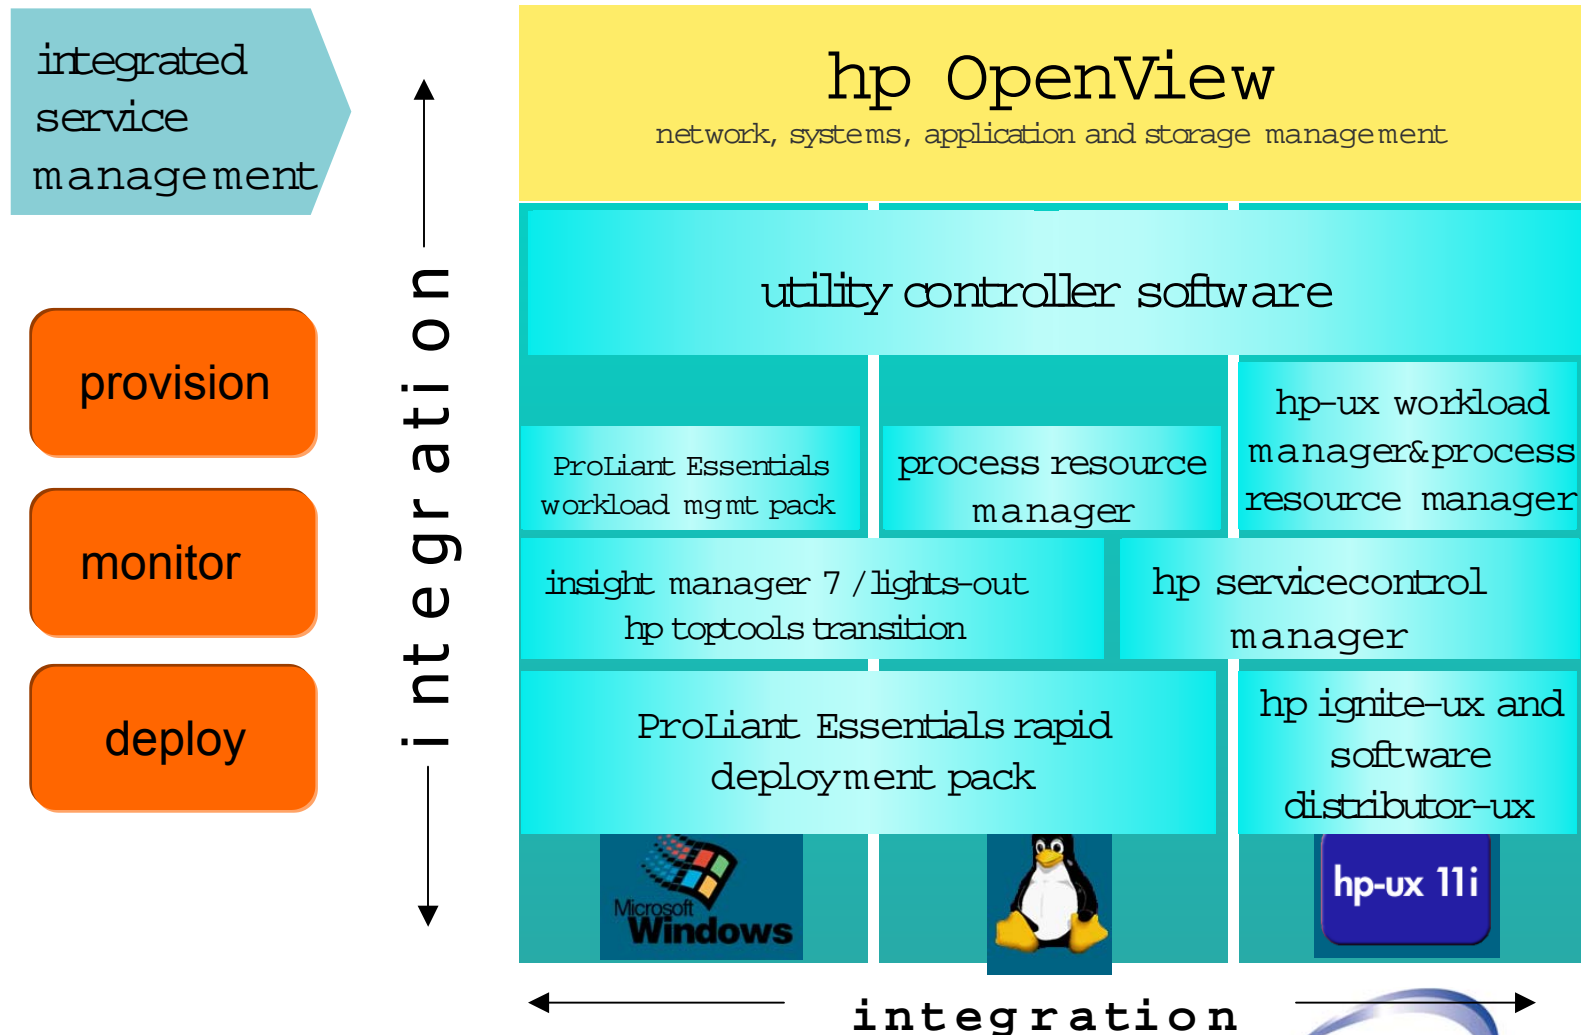 integrated
service
management
provision
monitor
deploy
integration
hp OpenView
network, systems, application and storage management
utility controller software
ProLiant Essentials
workload mgmt pack
process resource
manager
hp-ux workload
manager&process
resource manager
insight manager 7 / lights-out
hp toptools transition
hp servicecontrol
manager
ProLiant Essentials rapid
deployment pack
hp ignite-ux and
software
distributor-ux
Microsoft
Windows
hp-ux 11i
integration